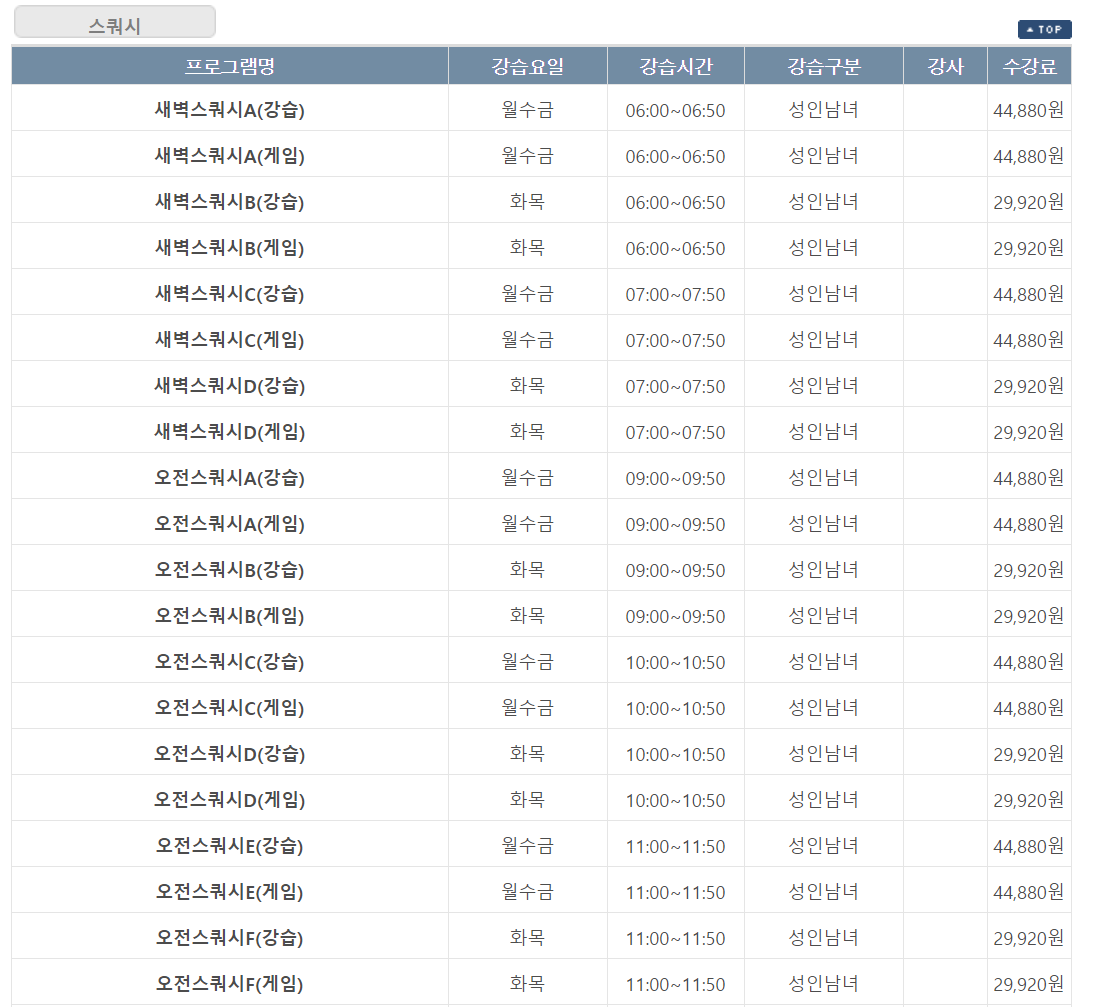 스쿼시
▲ TOP
프로그램명 강습요일 강습시간 강습구분 강사 수강료
새벽스쿼시A(강습) 월수금 06:00~06:50 성인남녀 44,880원
새벽스쿼시A(게임) 월수금 06:00~06:50 성인남녀 44,880원
새벽스쿼시B(강습) 화목 06:00~06:50 성인남녀 29,920원
새벽스쿼시B(게임) 화목 06:00~06:50 성인남녀 29,920원
새벽스쿼시C(강습) 월수금 07:00~07:50 성인남녀 44,880원
새벽스쿼시C(게임) 월수금 07:00~07:50 성인남녀 44,880원
새벽스쿼시D(강습) 화목 07:00~07:50 성인남녀 29,920원
새벽스쿼시D(게임) 화목 07:00~07:50 성인남녀 29,920원
오전스쿼시A(강습) 월수금 09:00~09:50 성인남녀 44,880원
오전스쿼시A(게임) 월수금 09:00~09:50 성인남녀 44,880원
오전스쿼시B(강습) 화목 09:00~09:50 성인남녀 29,920원
오전스쿼시B(게임) 화목 09:00~09:50 성인남녀 29,920원
오전스쿼시C(강습) 월수금 10:00~10:50 성인남녀 44,880원
오전스쿼시C(게임) 월수금 10:00~10:50 성인남녀 44,880원
오전스쿼시D(강습) 화목 10:00~10:50 성인남녀 29,920원
오전스쿼시D(게임) 화목 10:00~10:50 성인남녀 29,920원
오전스쿼시E(강습) 월수금 11:00~11:50 성인남녀 44,880원
오전스쿼시E(게임) 월수금 11:00~11:50 성인남녀 44,880원
오전스쿼시F(강습) 화목 11:00~11:50 성인남녀 29,920원
오전스쿼시F(게임) 화목 11:00~11:50 성인남녀 29,920원